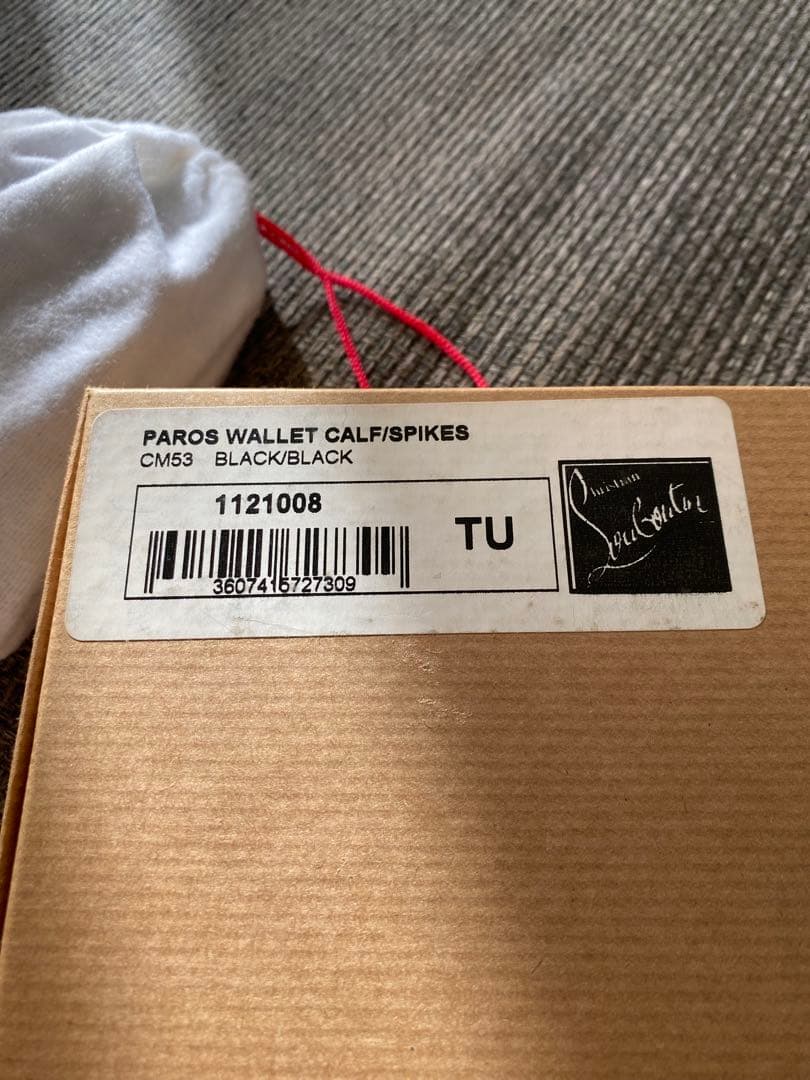 PAROS WALLET CALF/SPIKES
CM53 BLACK/BLACK
1121008
3607415727309
TU
Christian
Louboutin